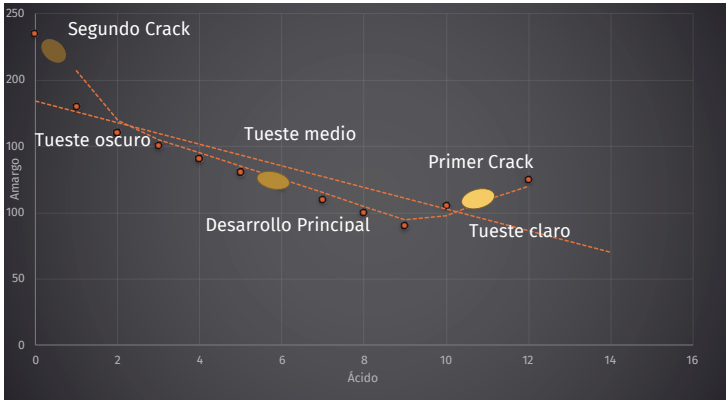 250
Segundo Crack
200
Tueste medio
Tueste oscuro
100
Primer Crack
Amargo
100
Desarrollo Principal
Tueste claro
50
0
0 2 4 6 8 10 12 14 16
Ácido